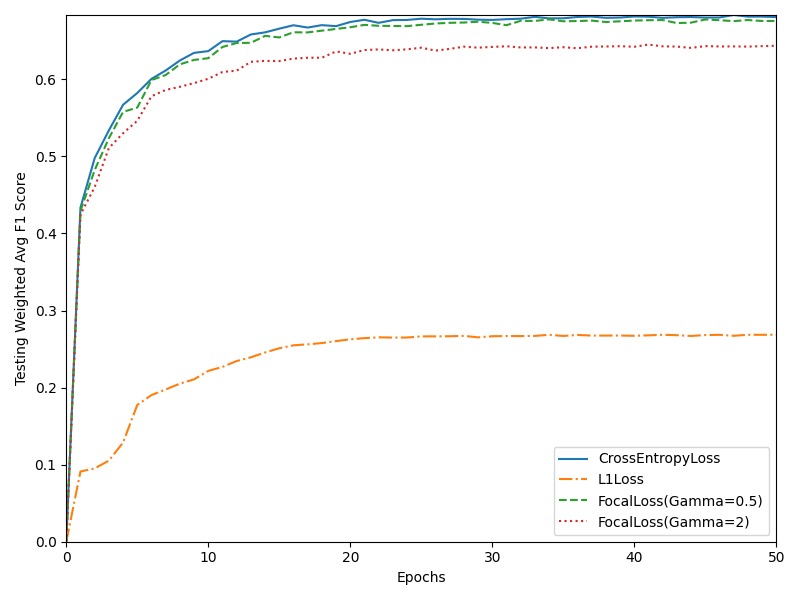 Testing Weighted Avg F1 Score
0.6
0.5
0.4
0.3
0.2
0.1
0.0
0
10
20
30
40
50
Epochs
CrossEntropyLoss
L1Loss
FocalLoss(Gamma=0.5)
FocalLoss(Gamma=2)